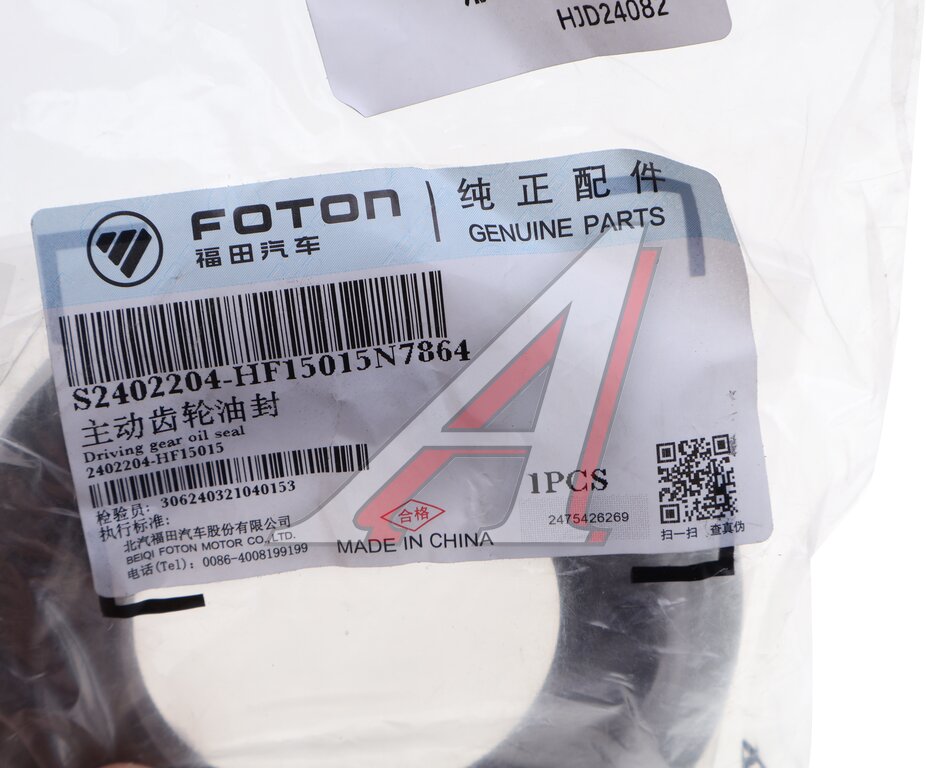 HJD24082
FOTON
福田汽车
纯正配件
GENUINE PARTS
S2402204-HF15015N7864
主动齿轮油封
Driving gear oil seal
2402204-HF15015
306240321040153
检验员:
执行标准:
北汽福田汽车股份有限公司
BEIQI FOTON MOTOR CO.,LTD.
电话(Tel): 0086-4008199199
合格
MADE IN CHINA
1PCS
2475426269
扫一扫 查真伪